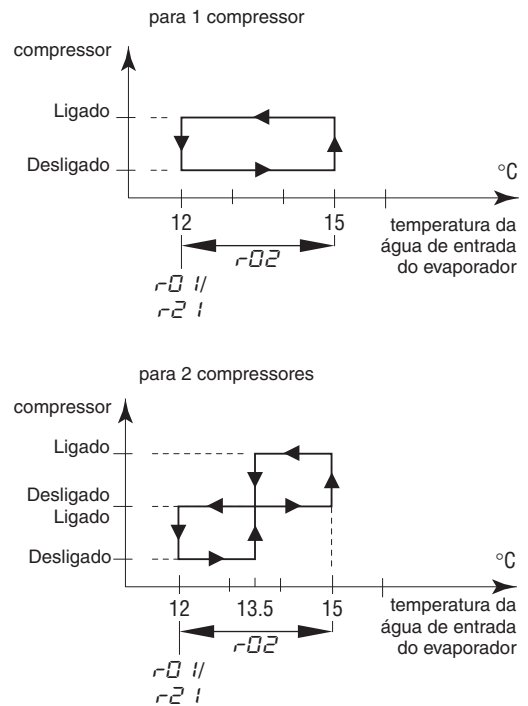 para 1 compressor
compressor
Ligado
Desligado
°C
12
15
temperatura da
água de entrada
do evaporador
r02
r01/
r21
para 2 compressores
compressor
Ligado
Desligado
Ligado
Desligado
°C
12
13.5
15
temperatura da
água de entrada
do evaporador
r02
r01/
r21